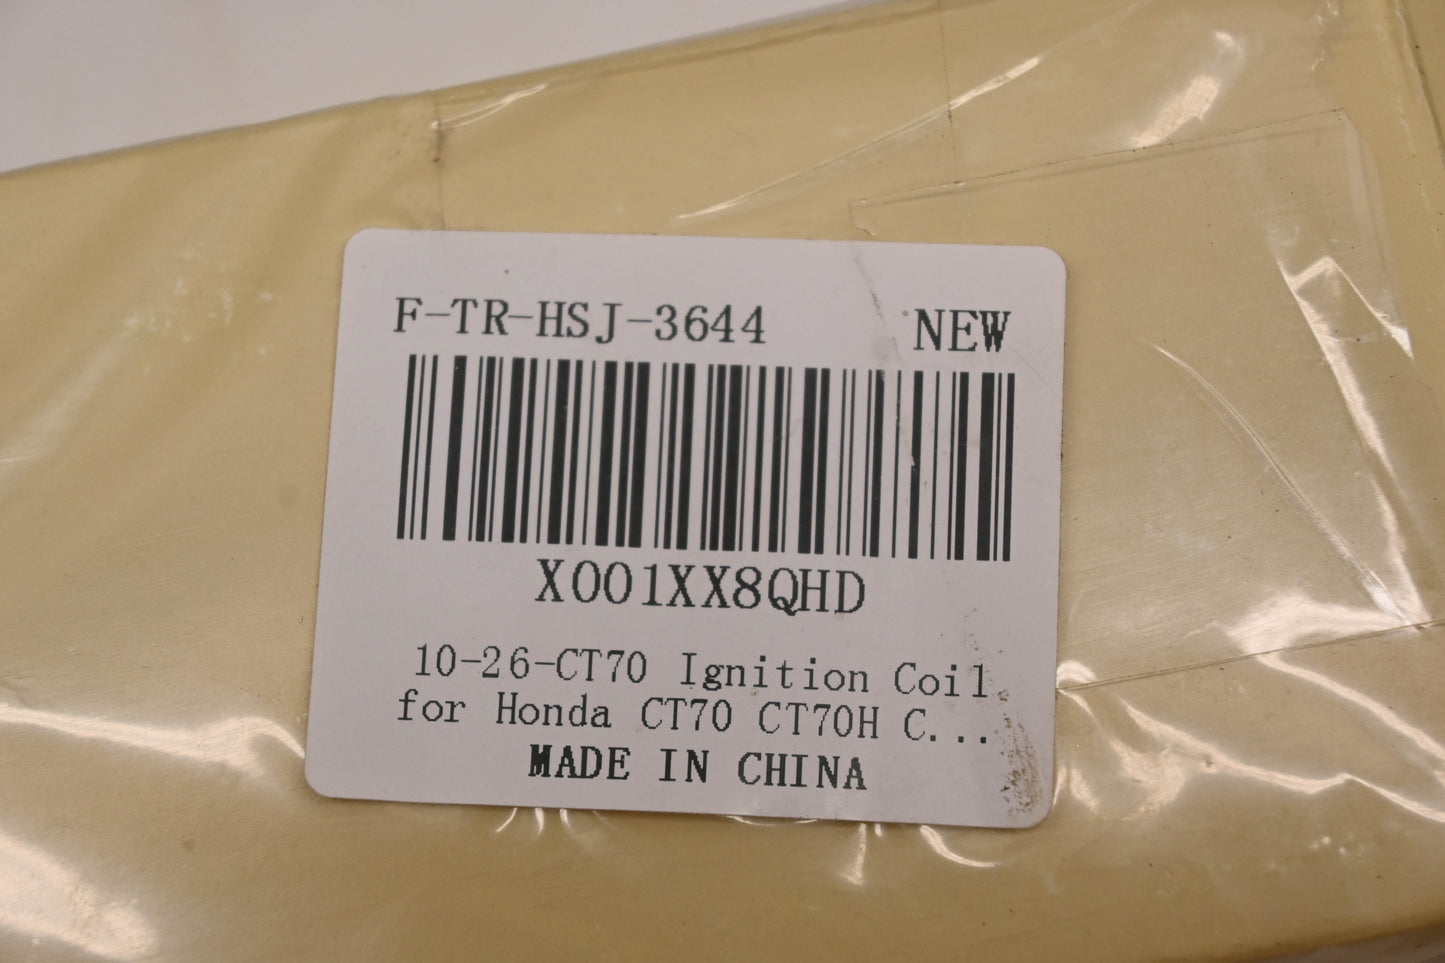 F-TR-HSJ-3644 NEW
X001XX8QHD
10-26-CT70 Ignition Coil
for Honda CT70 CT70H C...
MADE IN CHINA